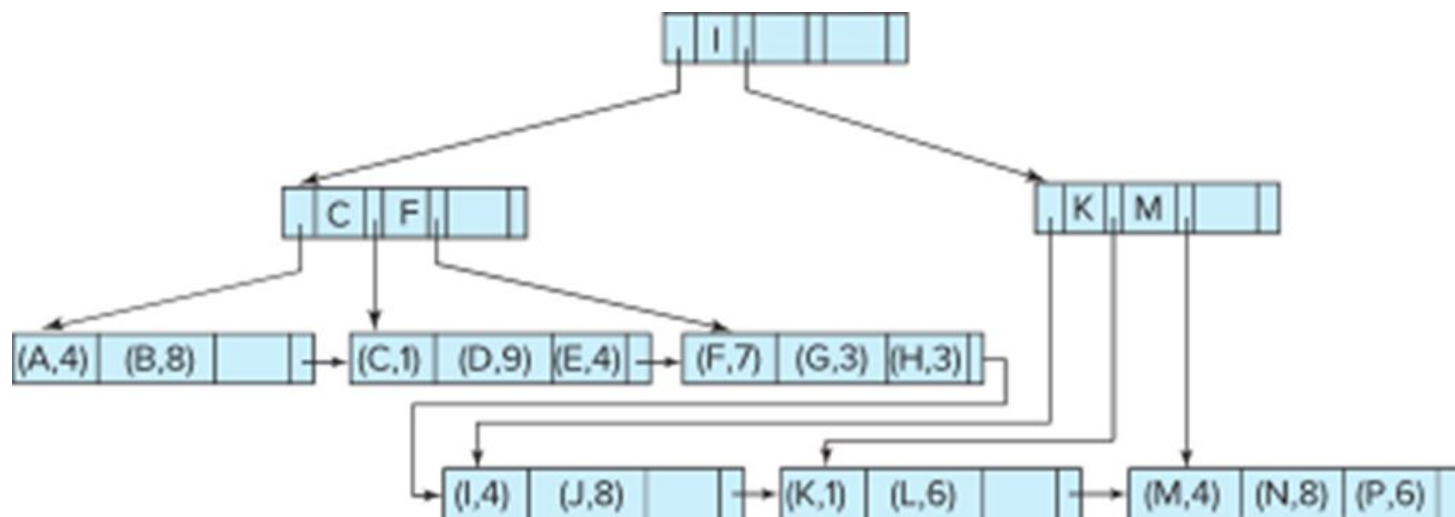 I
C F
K M
(A,4) (B,8) (C,1) (D,9) (E,4) (F,7) (G,3) (H,3)
(I,4) (J,8) (K,1) (L,6) (M,4) (N,8) (P,6)